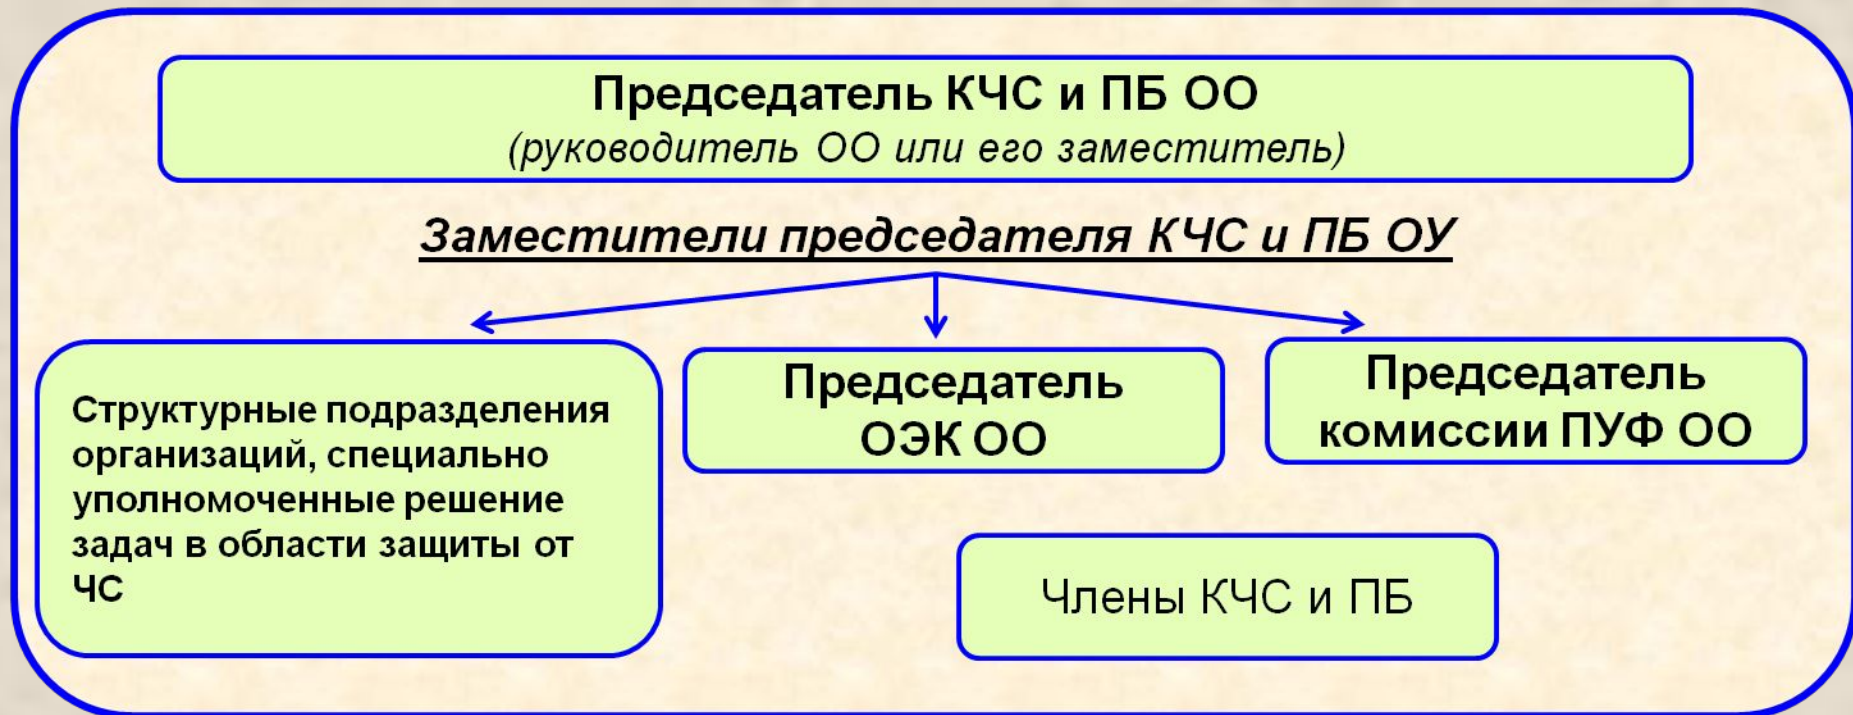 Председатель КЧС и ПБ ОО
(руководитель ОО или его заместитель)
Заместители председателя КЧС и ПБ ОУ
Структурные подразделения
организаций, специально
уполномоченные решение
задач в области защиты от
ЧС
Председатель
ОЭК ОО
Председатель
комиссии ПУФ ОО
Члены КЧС и ПБ